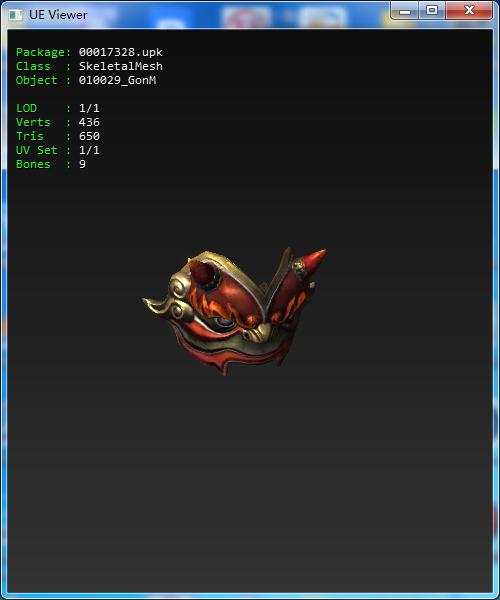 UE Viewer
Package: 00017328.upk
Class : SkeletalMesh
Object : 010029_GonM
LOD : 1/1
Verts : 436
Tris : 650
UV Set : 1/1
Bones : 9